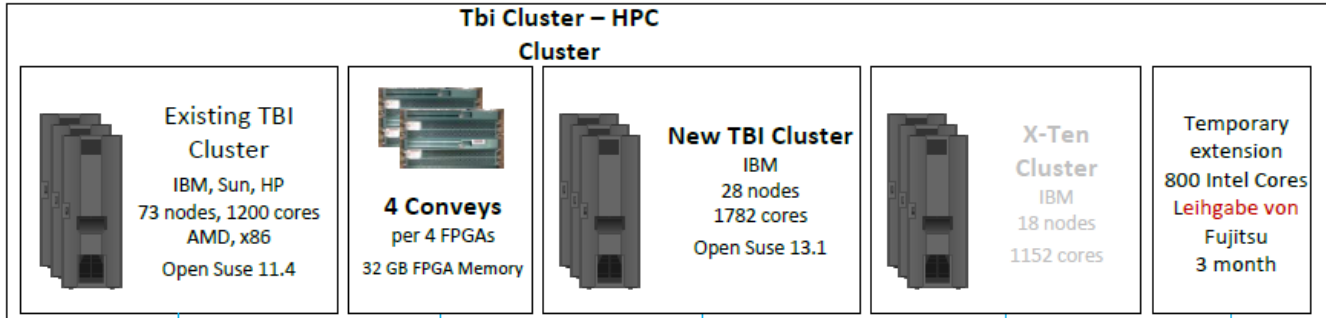 Tbi Cluster – HPC
Cluster
Existing TBI
Cluster
IBM, Sun, HP
73 nodes, 1200 cores
AMD, x86
Open Suse 11.4
4 Conveys
per 4 FPGAs
32 GB FPGA Memory
New TBI Cluster
IBM
28 nodes
1782 cores
Open Suse 13.1
X-Ten
Cluster
IBM
18 nodes
1152 cores
Temporary
extension
800 Intel Cores
Leihgabe von
Fujitsu
3 month